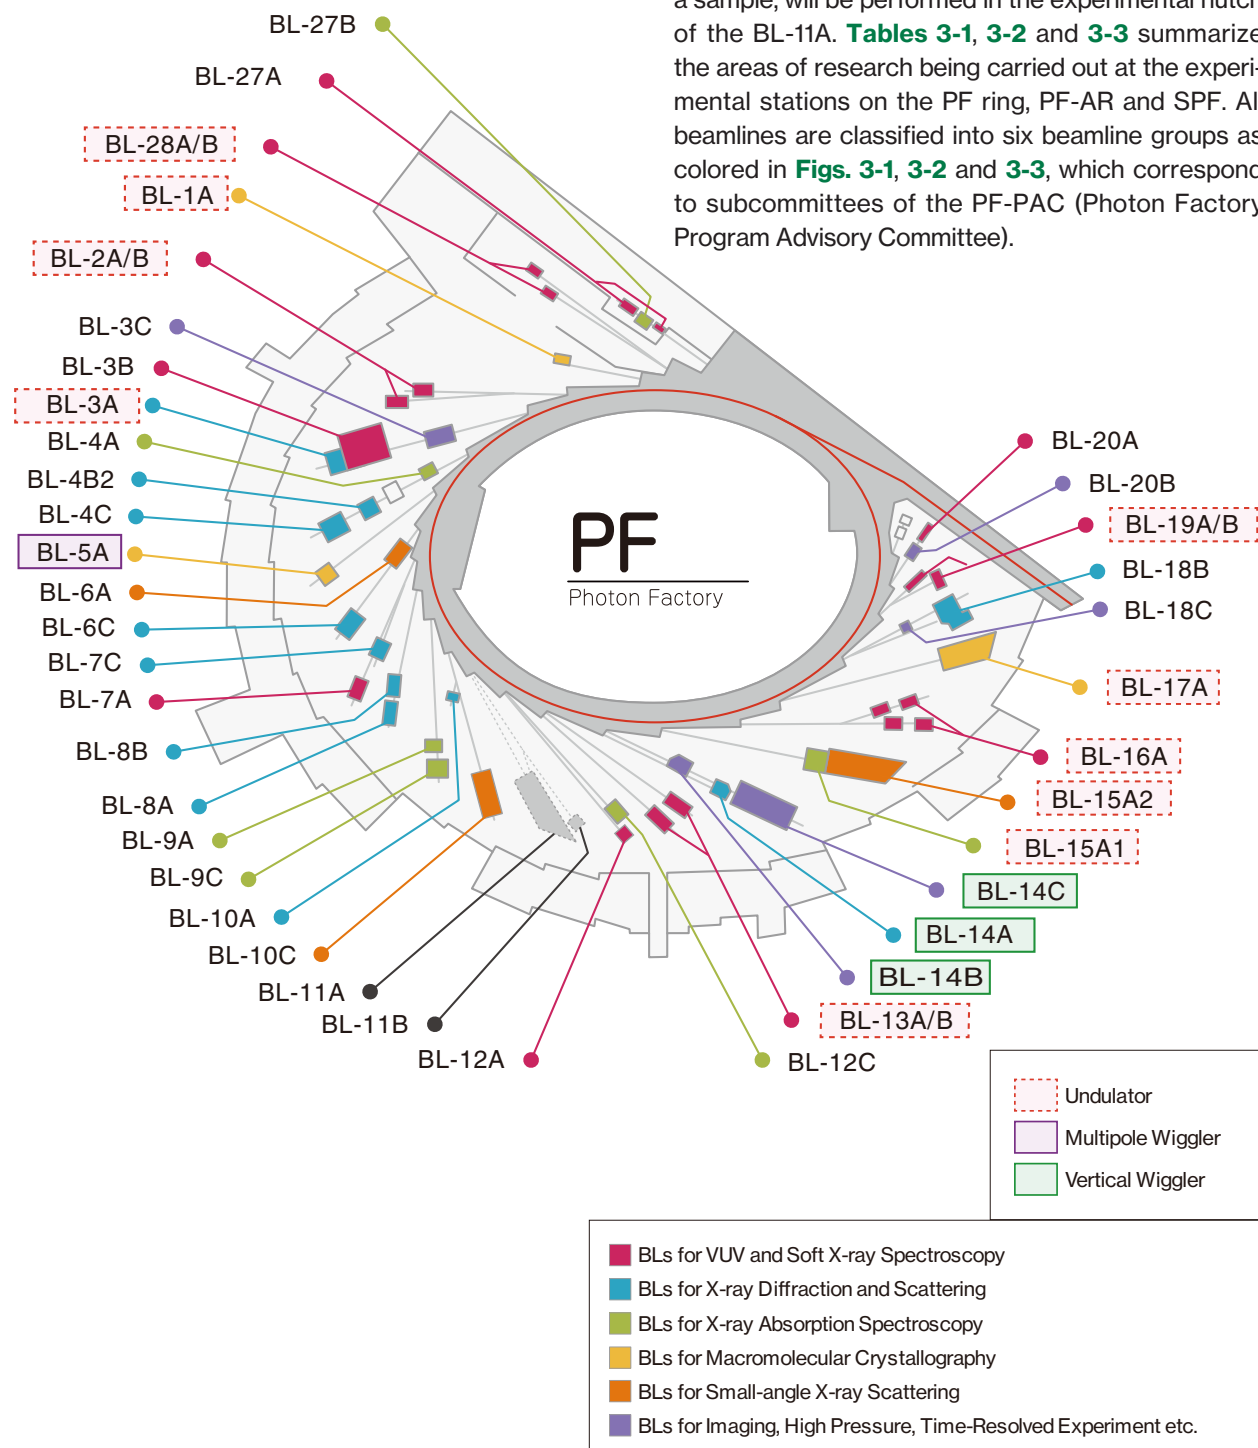 a sample, will be performed in the experimental hutch
of the BL-11A. Tables 3-1, 3-2 and 3-3 summarize
the areas of research being carried out at the experi-
mental stations on the PF ring, PF-AR and SPF. Al
beamlines are classified into six beamline groups as
colored in Figs. 3-1, 3-2 and 3-3, which correspond
to subcommittees of the PF-PAC (Photon Factory
Program Advisory Committee).
BL-27B
BL-27A
BL-28A/B
BL-1A
BL-2A/B
BL-3C
BL-3B
BL-3A
BL-4A
BL-4B2
BL-4C
BL-5A
BL-6A
BL-6C
BL-7C
BL-7A
BL-8B
BL-8A
BL-9A
BL-9C
BL-10A
BL-10C
BL-11A
BL-11B
BL-12A
PF
Photon Factory
BL-20A
BL-20B
BL-19A/B
BL-18B
BL-18C
BL-17A
BL-16A
BL-15A2
BL-15A1
BL-14C
BL-14A
BL-14B
BL-13A/B
BL-12C
Undulator
Multipole Wiggler
Vertical Wiggler
BLs for VUV and Soft X-ray Spectroscopy
BLs for X-ray Diffraction and Scattering
BLs for X-ray Absorption Spectroscopy
BLs for Macromolecular Crystallography
BLs for Small-angle X-ray Scattering
BLs for Imaging, High Pressure, Time-Resolved Experiment etc.